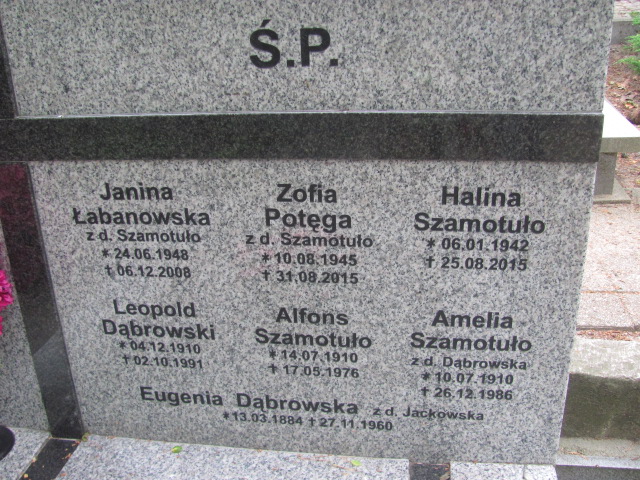 Ś.P.
Janina
Łabanowska
z d. Szamotuło
* 24.06.1948
† 06.12.2008
Zofia
Potęga
z d. Szamotuło
* 10.08.1945
† 31.08.2015
Halina
Szamotuło
* 06.01.1942
† 25.08.2015
Leopold
Dąbrowski
* 04.12.1910
† 02.10.1991
Alfons
Szamotuło
* 14.07.1910
† 17.05.1976
Amelia
Szamotuło
z d. Dąbrowska
* 10.07.1910
† 26.12.1986
Eugenia Dąbrowska z d. Jackowska
* 13.03.1884 † 27.11.1960